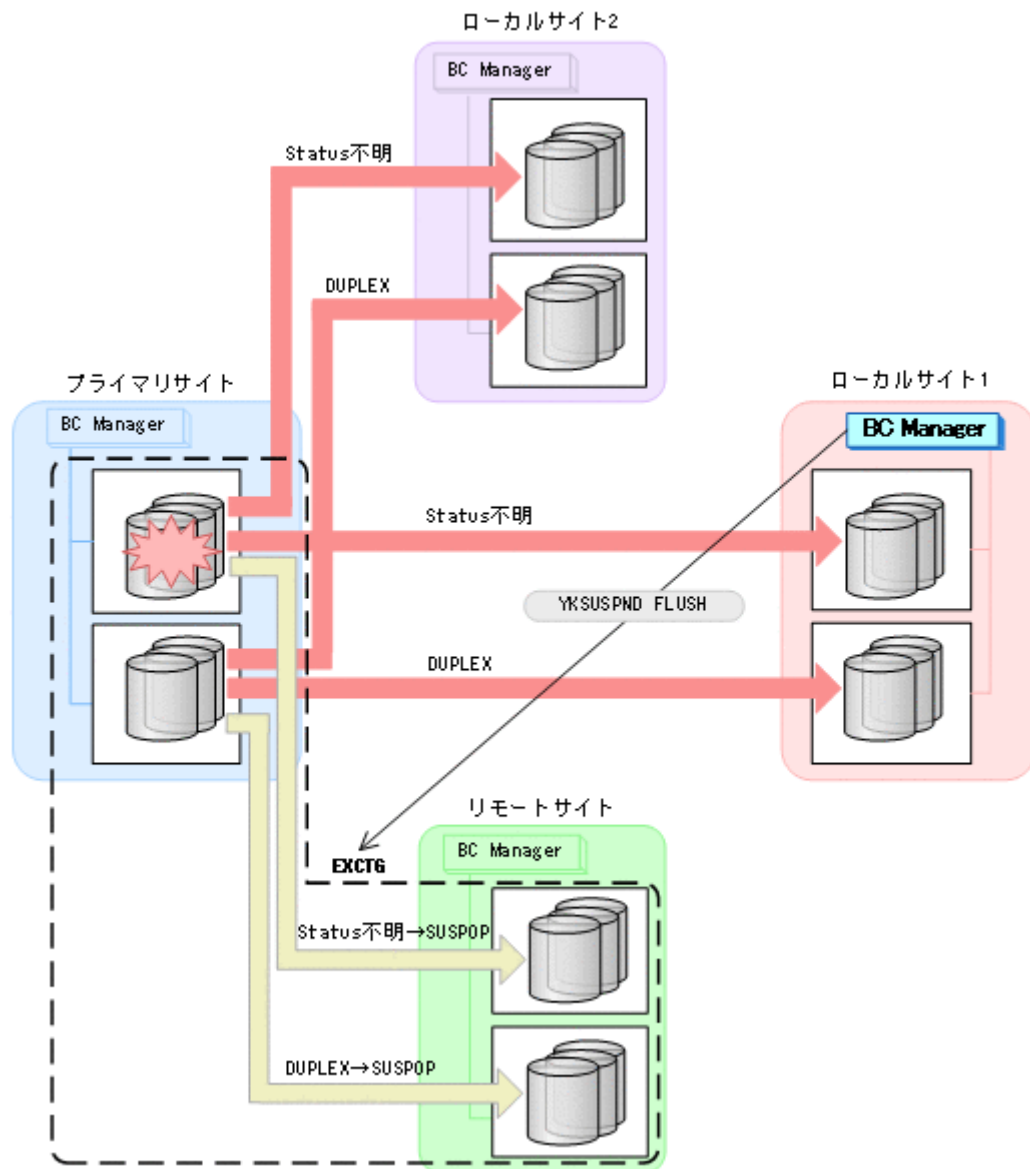 ローカルサイト2
BC Manager
Status不明
DUPLEX
プライマリサイト
BC Manager
ローカルサイト1
BC Manager
Status不明
YKSUSPND FLUSH
DUPLEX
リモートサイト
BC Manager
EXCTG
Status不明→SUSPOP
DUPLEX→SUSPOP